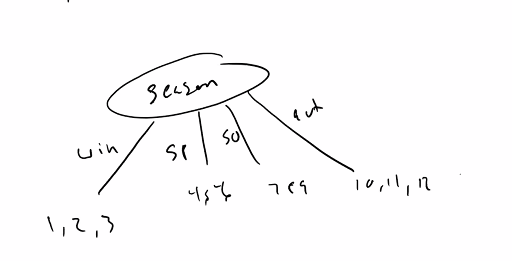 season
win sp su aut
1, 2, 3
4, 5, 6
7 8 9
10, 11, 12